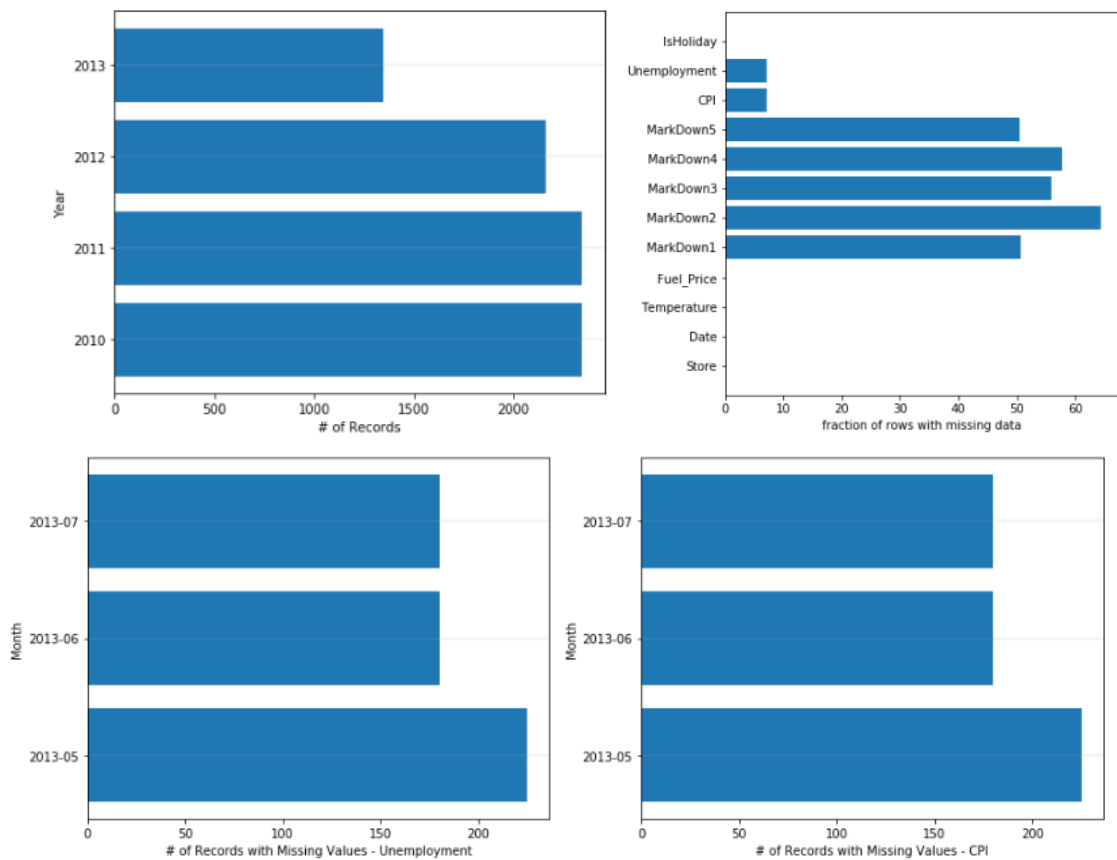 2013
2012
2011
2010
Year
0 500 1000 1500 2000
# of Records
IsHoliday
Unemployment
CPI
MarkDown5
MarkDown4
MarkDown3
MarkDown2
MarkDown1
Fuel_Price
Temperature
Date
Store
0 10 20 30 40 50 60
fraction of rows with missing data
2013-07
2013-06
2013-05
Month
0 50 100 150 200
# of Records with Missing Values - Unemployment
2013-07
2013-06
2013-05
Month
0 50 100 150 200
# of Records with Missing Values - CPI